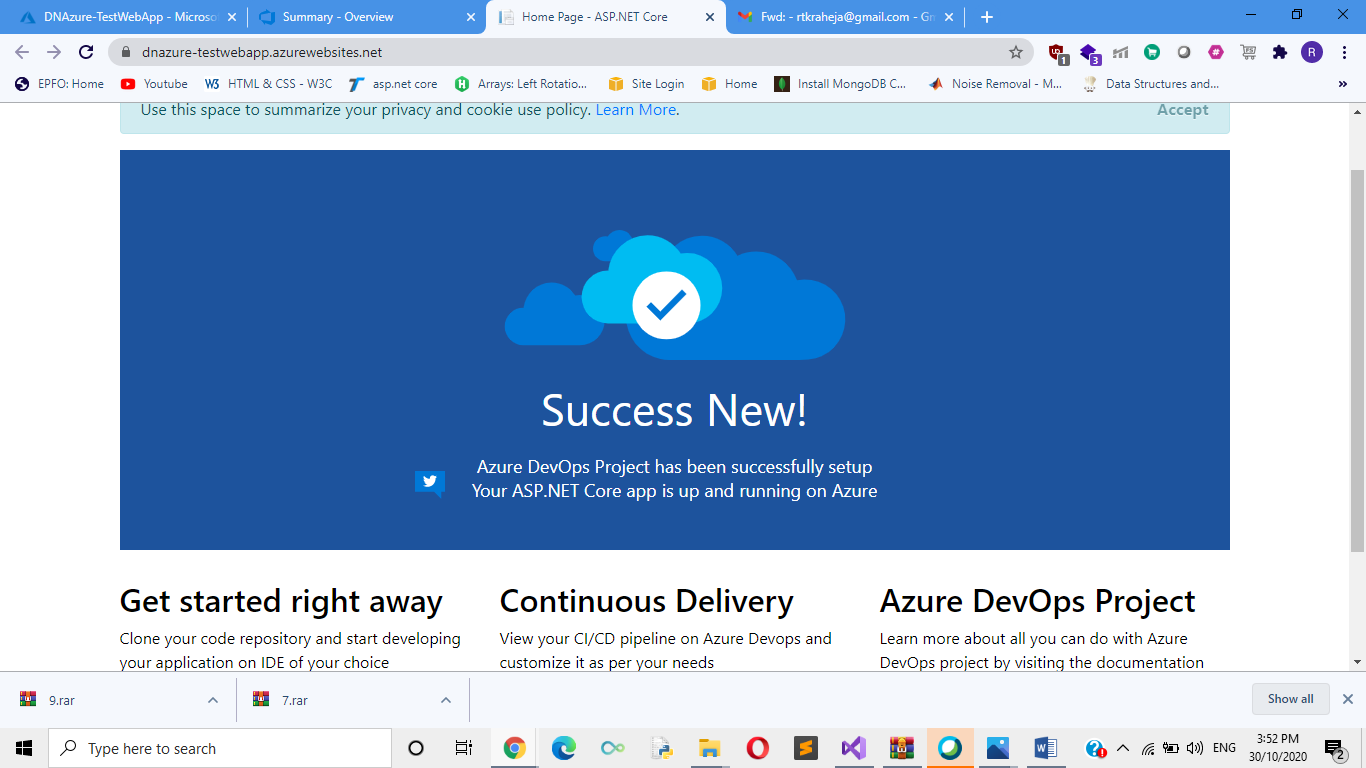 DNAzure-TestWebApp - Microso
Summary - Overview
Home Page - ASP.NET Core
Fwd: - rtkraheja@gmail.com - Gm
dnazure-testwebapp.azurewebsites.net
1
3
R
EPFO: Home
Youtube
HTML & CSS - W3C
asp.net core
Arrays: Left Rotatio...
Site Login
Home
Install MongoDB C...
Noise Removal - M...
Data Structures and...
Use this space to summarize your privacy and cookie use policy. Learn More.
Accept
Success New!
Azure DevOps Project has been successfully setup
Your ASP.NET Core app is up and running on Azure
Get started right away
Clone your code repository and start developing
your application on IDE of your choice
Continuous Delivery
View your CI/CD pipeline on Azure Devops and
customize it as per your needs
Azure DevOps Project
Learn more about all you can do with Azure
DevOps project by visiting the documentation
9.rar
7.rar
Show all
Type here to search
ENG
3:52 PM
30/10/2020
2